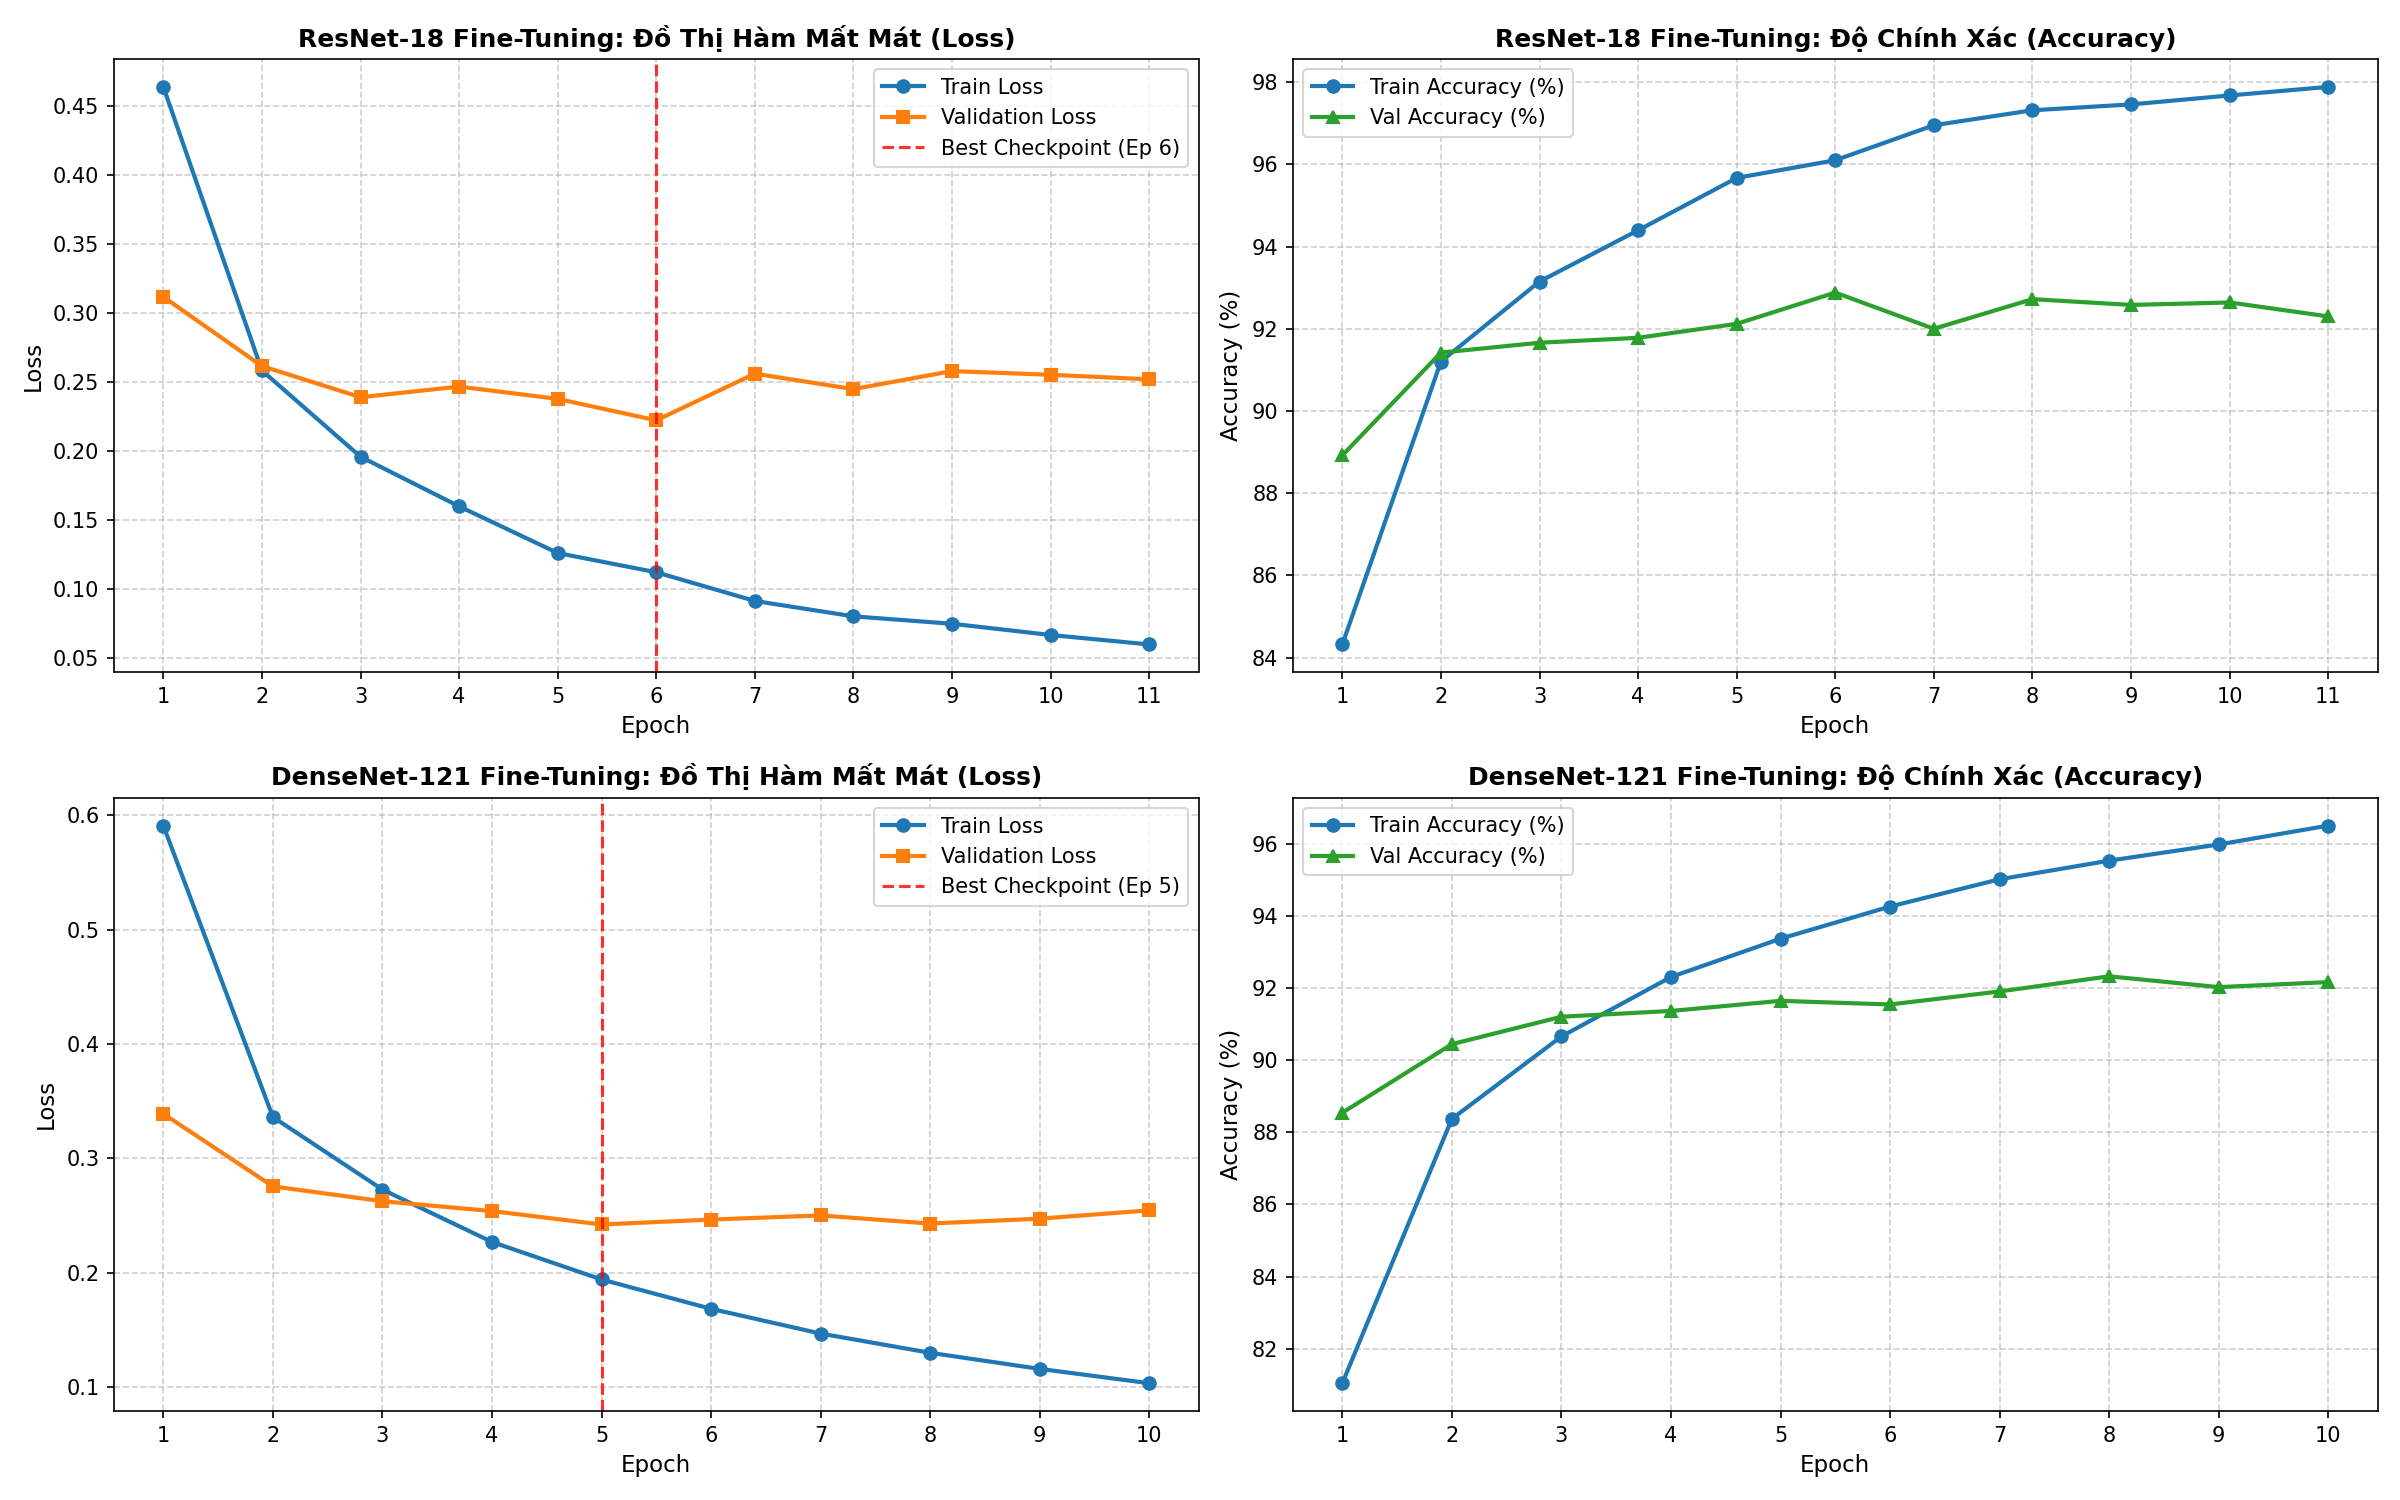 ResNet-18 Fine-Tuning: Đồ Thị Hàm Mất Mát (Loss)
Train Loss
Validation Loss
Best Checkpoint (Ep 6)
0.45
0.40
0.35
0.30
0.25
0.20
0.15
0.10
0.05
Loss
1 2 3 4 5 6 7 8 9 10 11
Epoch
ResNet-18 Fine-Tuning: Độ Chính Xác (Accuracy)
Train Accuracy (%)
Val Accuracy (%)
98
96
94
92
90
88
86
84
Accuracy (%)
1 2 3 4 5 6 7 8 9 10 11
Epoch
DenseNet-121 Fine-Tuning: Đồ Thị Hàm Mất Mát (Loss)
Train Loss
Validation Loss
Best Checkpoint (Ep 5)
0.6
0.5
0.4
0.3
0.2
0.1
Loss
1 2 3 4 5 6 7 8 9 10
Epoch
DenseNet-121 Fine-Tuning: Độ Chính Xác (Accuracy)
Train Accuracy (%)
Val Accuracy (%)
96
94
92
90
88
86
84
82
Accuracy (%)
1 2 3 4 5 6 7 8 9 10
Epoch